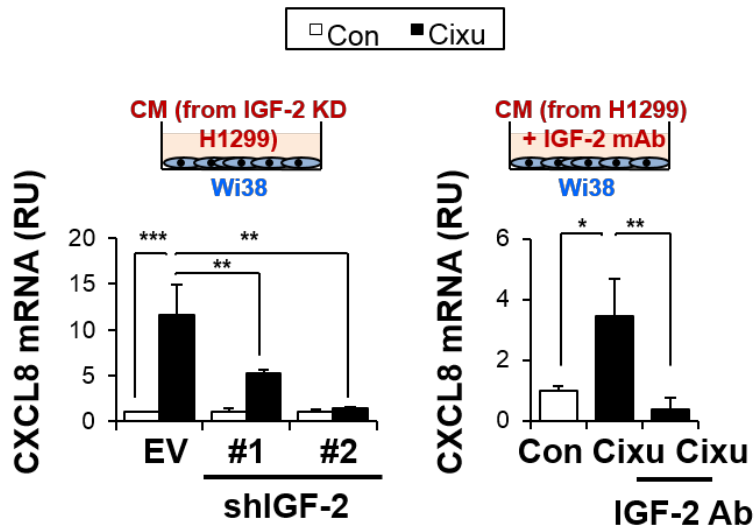 Con Cixu
CM (from IGF-2 KD
H1299)
Wi38
CXCL8 mRNA (RU)
20
15
10
5
0
***
**
**
EV #1 #2
shIGF-2
CM (from H1299)
+ IGF-2 mAb
Wi38
CXCL8 mRNA (RU)
6
4
2
0
*
**
Con Cixu Cixu
IGF-2 Ab